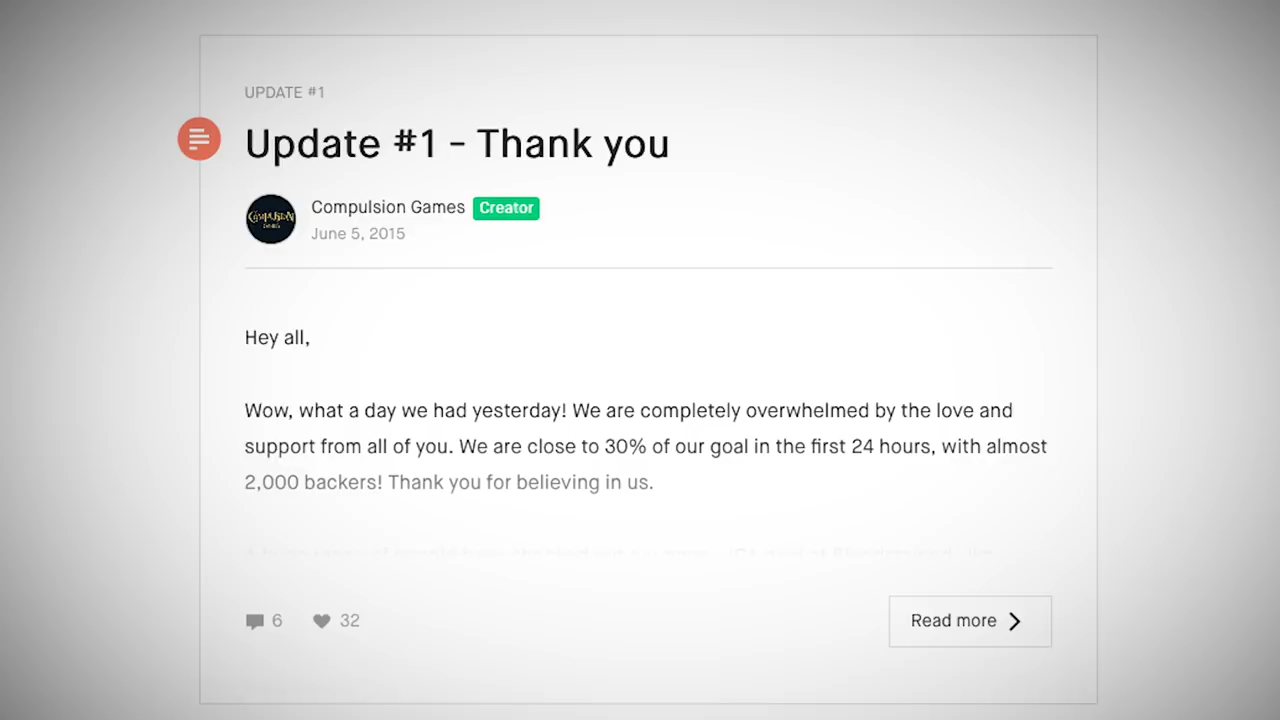 UPDATE #1
Update #1 - Thank you
COMPULSION
GAMES
Compulsion Games Creator
June 5, 2015
Hey all,
Wow, what a day we had yesterday! We are completely overwhelmed by the love and
support from all of you. We are close to 30% of our goal in the first 24 hours, with almost
2,000 backers! Thank you for believing in us.
6 32
Read more